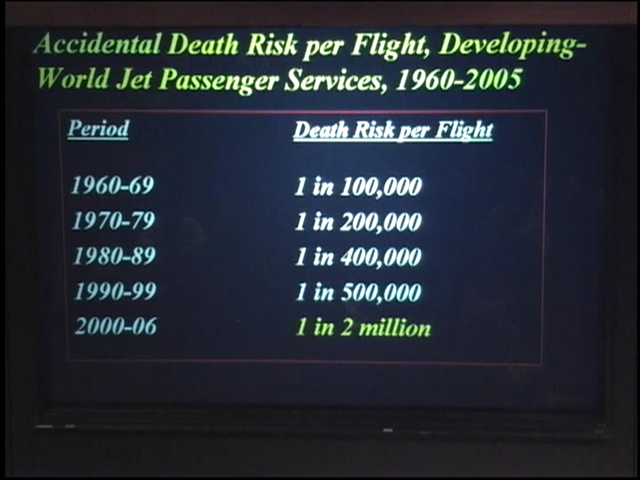 Accidental Death Risk per Flight, Developing-
World Jet Passenger Services, 1960-2005
Period Death Risk per Flight
1960-69 1 in 100,000
1970-79 1 in 200,000
1980-89 1 in 400,000
1990-99 1 in 500,000
2000-06 1 in 2 million